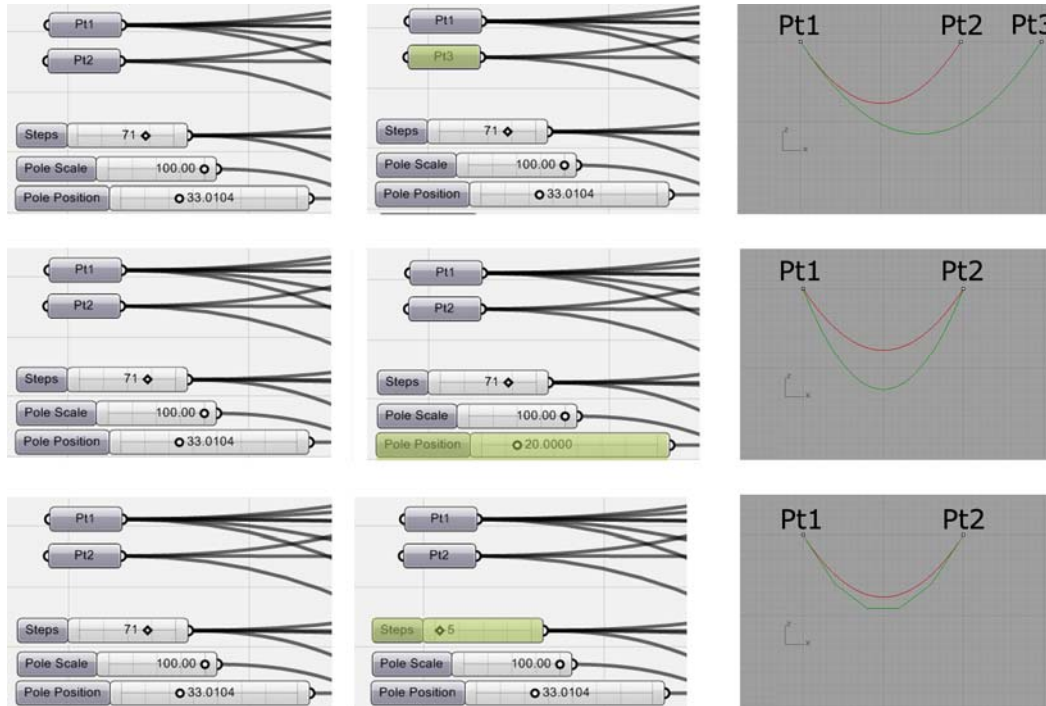 Pt1
Pt2
Steps 71
Pole Scale 100.00
Pole Position 33.0104
Pt1
Pt3
Steps 71
Pole Scale 100.00
Pole Position 33.0104
Pt1 Pt2 Pt3
z
x
Pt1
Pt2
Steps 71
Pole Scale 100.00
Pole Position 33.0104
Pt1
Pt2
Steps 71
Pole Scale 100.00
Pole Position 20.0000
Pt1 Pt2
z
x
Pt1
Pt2
Steps 71
Pole Scale 100.00
Pole Position 33.0104
Pt1
Pt2
Steps 5
Pole Scale 100.00
Pole Position 33.0104
Pt1 Pt2
z
x